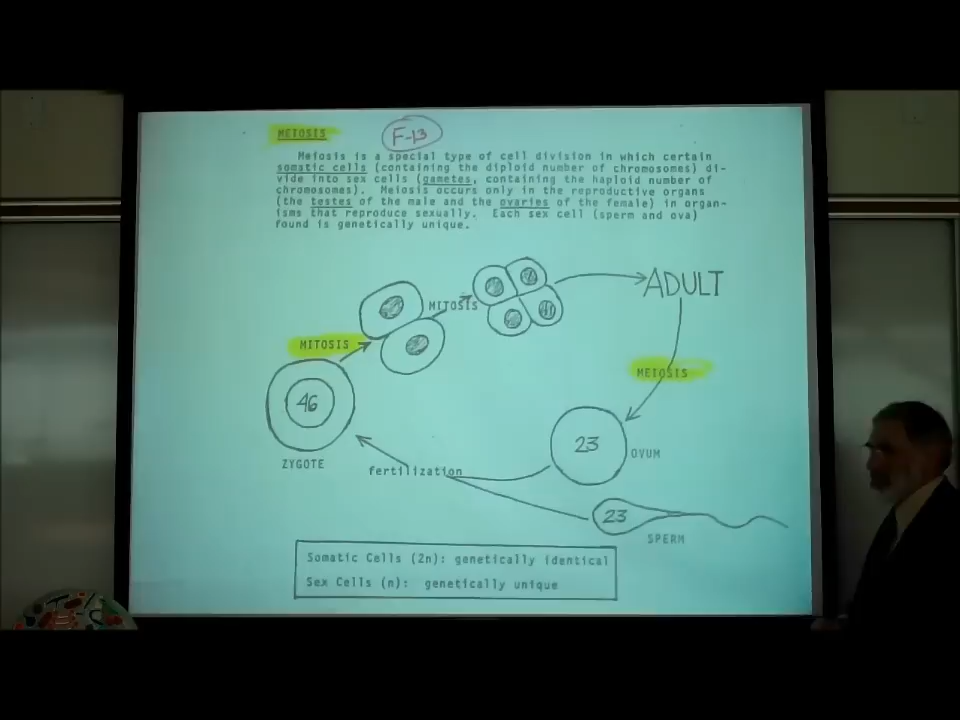 MEIOSIS
F-13
Meiosis is a special type of cell division in which certain
somatic cells (containing the diploid number of chromosomes) di-
vide into sex cells (gametes, containing the haploid number of
chromosomes). Meiosis occurs only in the reproductive organs
(the testes of the male and the ovaries of the female) in organ-
isms that reproduce sexually. Each sex cell (sperm and ova)
found is genetically unique.
MITOSIS
ADULT
MITOSIS
MEIOSIS
46
23
OVUM
ZYGOTE
fertilization
23
SPERM
Somatic Cells (2n): genetically identical
Sex Cells (n): genetically unique